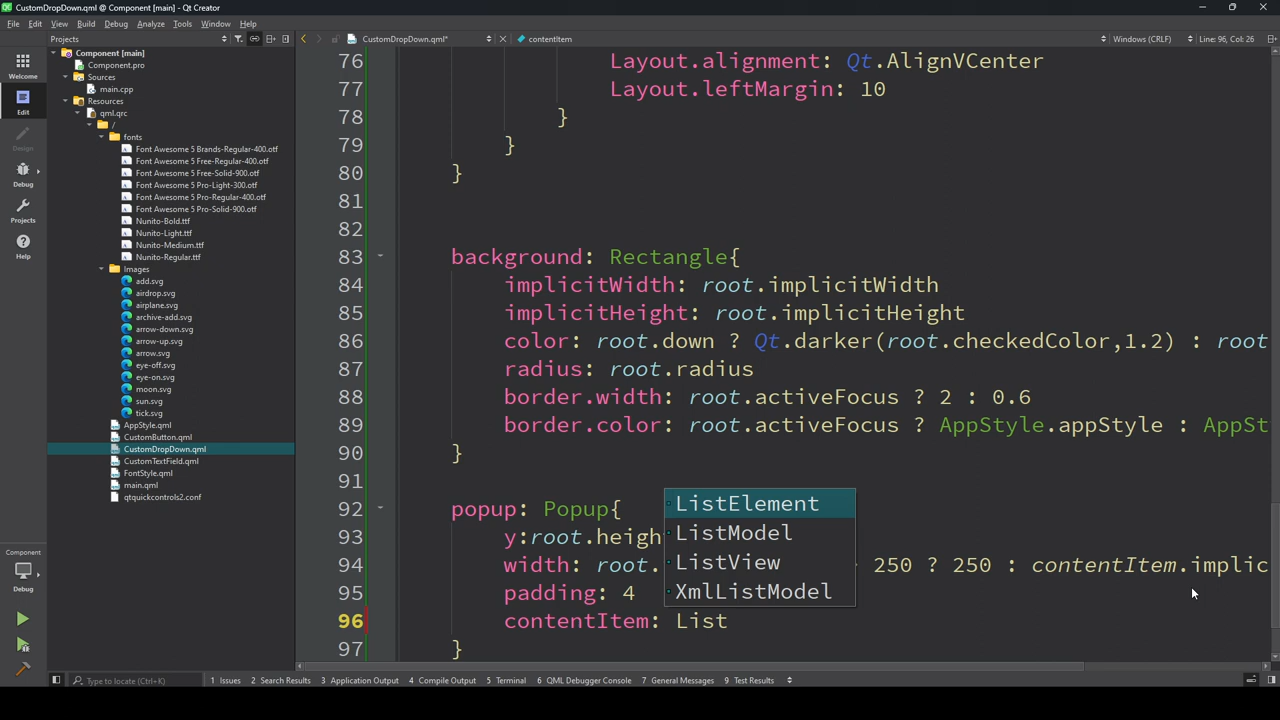 CustomDropDown.qml @ Component [main] - Qt Creator
File Edit View Build Debug Analyze Tools Window Help
Projects CustomDropDown.qml* contentItem Windows (CRLF) Line: 96, Col: 26
Welcome
Edit
Design
Debug
Projects
Help
Component [main]
Component.pro
Sources
main.cpp
Resources
qml.qrc
/
fonts
Font Awesome 5 Brands-Regular-400.otf
Font Awesome 5 Free-Regular-400.otf
Font Awesome 5 Free-Solid-900.otf
Font Awesome 5 Pro-Light-300.otf
Font Awesome 5 Pro-Regular-400.otf
Font Awesome 5 Pro-Solid-900.otf
Nunito-Bold.ttf
Nunito-Light.ttf
Nunito-Medium.ttf
Nunito-Regular.ttf
Images
add.svg
airdrop.svg
airplane.svg
archive-add.svg
arrow-down.svg
arrow-up.svg
arrow.svg
eye-off.svg
eye-on.svg
moon.svg
sun.svg
tick.svg
AppStyle.qml
CustomButton.qml
CustomDropDown.qml
CustomTextField.qml
FontStyle.qml
main.qml
qtquickcontrols2.conf
76 Layout.alignment: Qt.AlignVCenter
77 Layout.leftMargin: 10
78 }
79 }
80 }
81
82
83 background: Rectangle{
84 implicitWidth: root.implicitWidth
85 implicitHeight: root.implicitHeight
86 color: root.down ? Qt.darker(root.checkedColor,1.2) : root
87 radius: root.radius
88 border.width: root.activeFocus ? 2 : 0.6
89 border.color: root.activeFocus ? AppStyle.appStyle : AppSt
90 }
91
92 popup: Popup{
93 y:root.heigh
94 width: root. 250 ? 250 : contentItem.implic
95 padding: 4
96 contentItem: List
97 }
ListElement
ListModel
ListView
XmlListModel
Component
Debug
Type to locate (Ctrl+K) 1 Issues 2 Search Results 3 Application Output 4 Compile Output 5 Terminal 6 QML Debugger Console 7 General Messages 9 Test Results